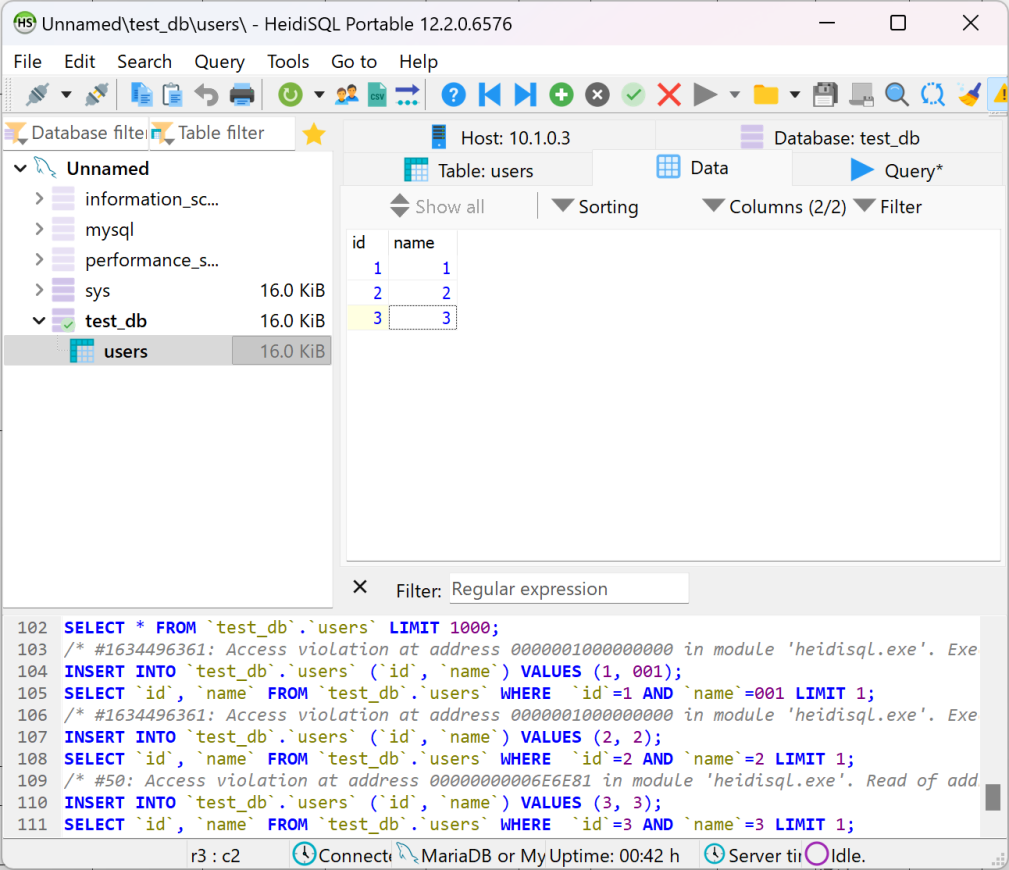 Unnamed\test_db\users\ - HeidiSQL Portable 12.2.0.6576
File Edit Search Query Tools Go to Help
Database filte Table filter
Host: 10.1.0.3 Database: test_db
Table: users Data Query*
Show all Sorting Columns (2/2) Filter
Unnamed
information_sc...
mysql
performance_s...
sys 16.0 KiB
test_db 16.0 KiB
users 16.0 KiB
id name
1 1
2 2
3 3
Filter: Regular expression
102 SELECT * FROM `test_db`.`users` LIMIT 1000;
103 /* #1634496361: Access violation at address 0000001000000000 in module 'heidisql.exe'. Exe
104 INSERT INTO `test_db`.`users` (`id`, `name`) VALUES (1, 001);
105 SELECT `id`, `name` FROM `test_db`.`users` WHERE  `id`=1 AND `name`=001 LIMIT 1;
106 /* #1634496361: Access violation at address 0000001000000000 in module 'heidisql.exe'. Exe
107 INSERT INTO `test_db`.`users` (`id`, `name`) VALUES (2, 2);
108 SELECT `id`, `name` FROM `test_db`.`users` WHERE  `id`=2 AND `name`=2 LIMIT 1;
109 /* #50: Access violation at address 00000000006E6E81 in module 'heidisql.exe'. Read of add
110 INSERT INTO `test_db`.`users` (`id`, `name`) VALUES (3, 3);
111 SELECT `id`, `name` FROM `test_db`.`users` WHERE  `id`=3 AND `name`=3 LIMIT 1;
r3 : c2 Connecte MariaDB or My Uptime: 00:42 h Server tir Idle.